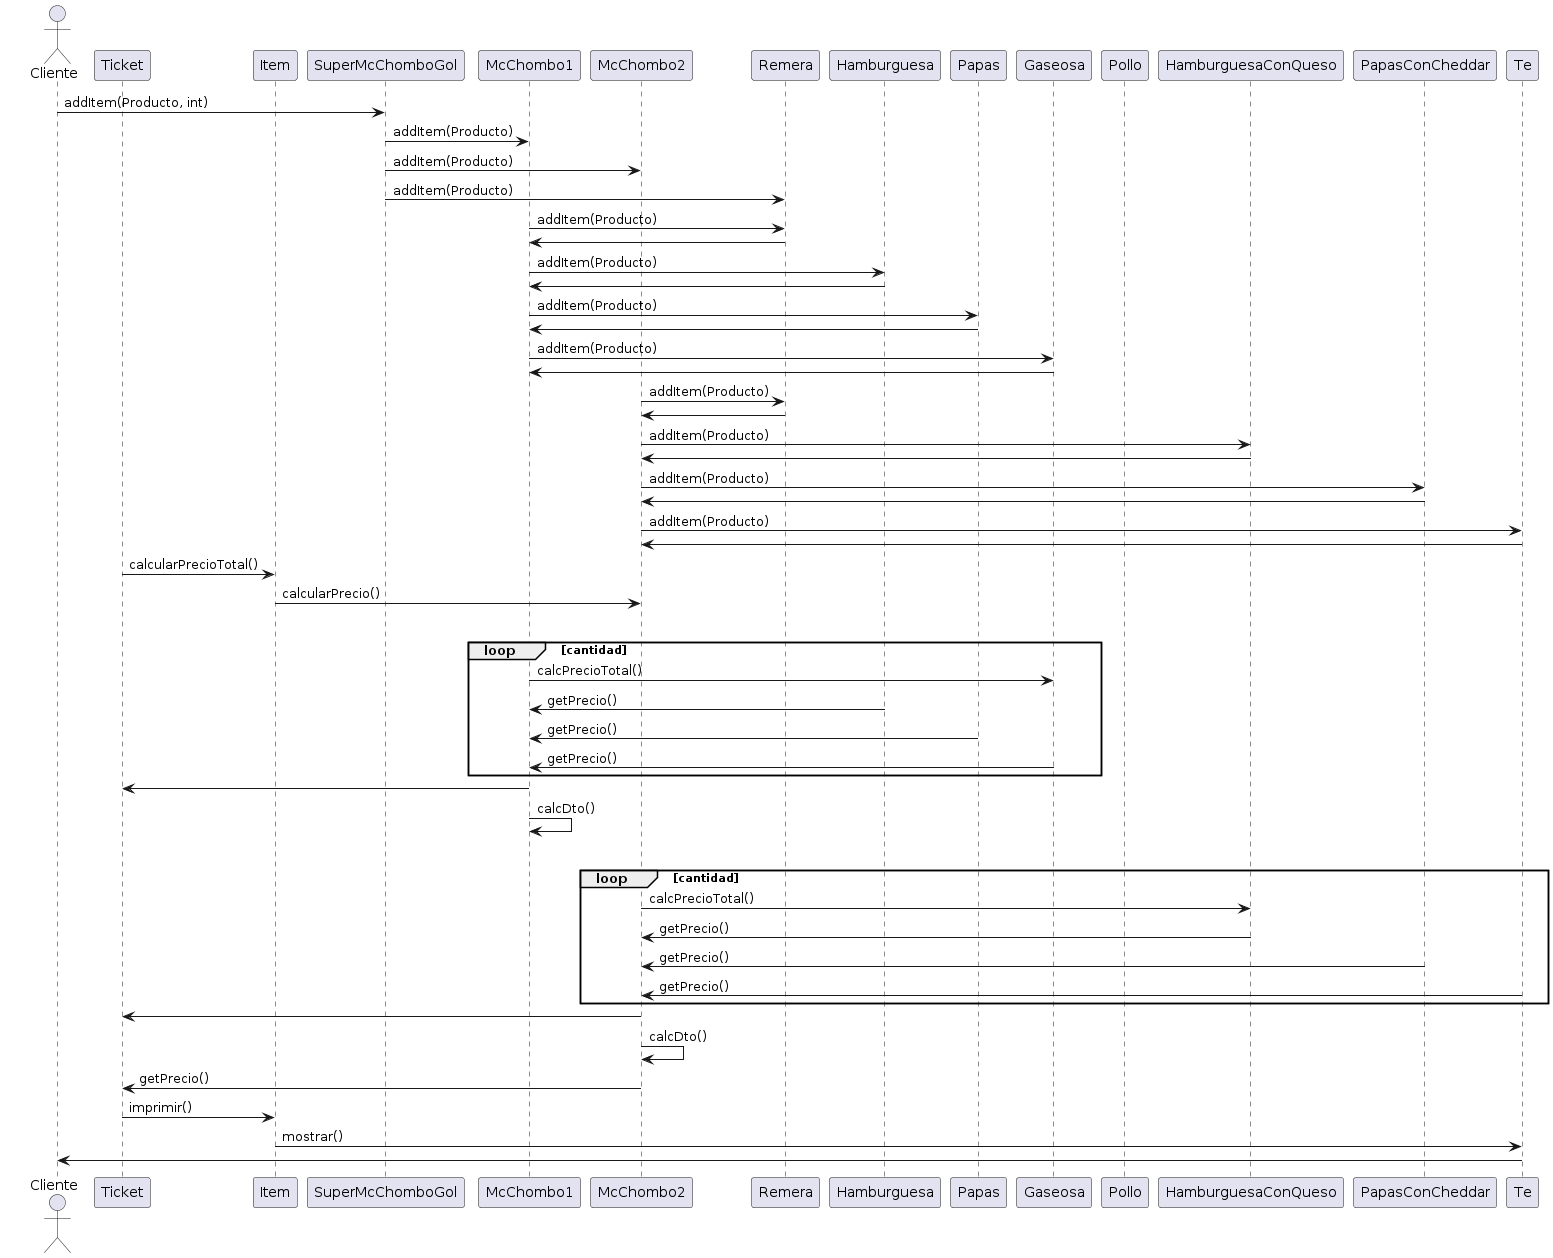 Cliente
Ticket Item SuperMcChomboGol McChombo1 McChombo2 Remera Hamburguesa Papas Gaseosa Pollo HamburguesaConQueso PapasConCheddar Te
addItem(Producto, int)
addItem(Producto)
addItem(Producto)
addItem(Producto)
addItem(Producto)
addItem(Producto)
addItem(Producto)
addItem(Producto)
addItem(Producto)
addItem(Producto)
addItem(Producto)
addItem(Producto)
calcularPrecioTotal()
calcularPrecio()
loop [cantidad]
calcPrecioTotal()
getPrecio()
getPrecio()
getPrecio()
calcDto()
loop [cantidad]
calcPrecioTotal()
getPrecio()
getPrecio()
getPrecio()
calcDto()
getPrecio()
imprimir()
mostrar()
Cliente
Ticket Item SuperMcChomboGol McChombo1 McChombo2 Remera Hamburguesa Papas Gaseosa Pollo HamburguesaConQueso PapasConCheddar Te